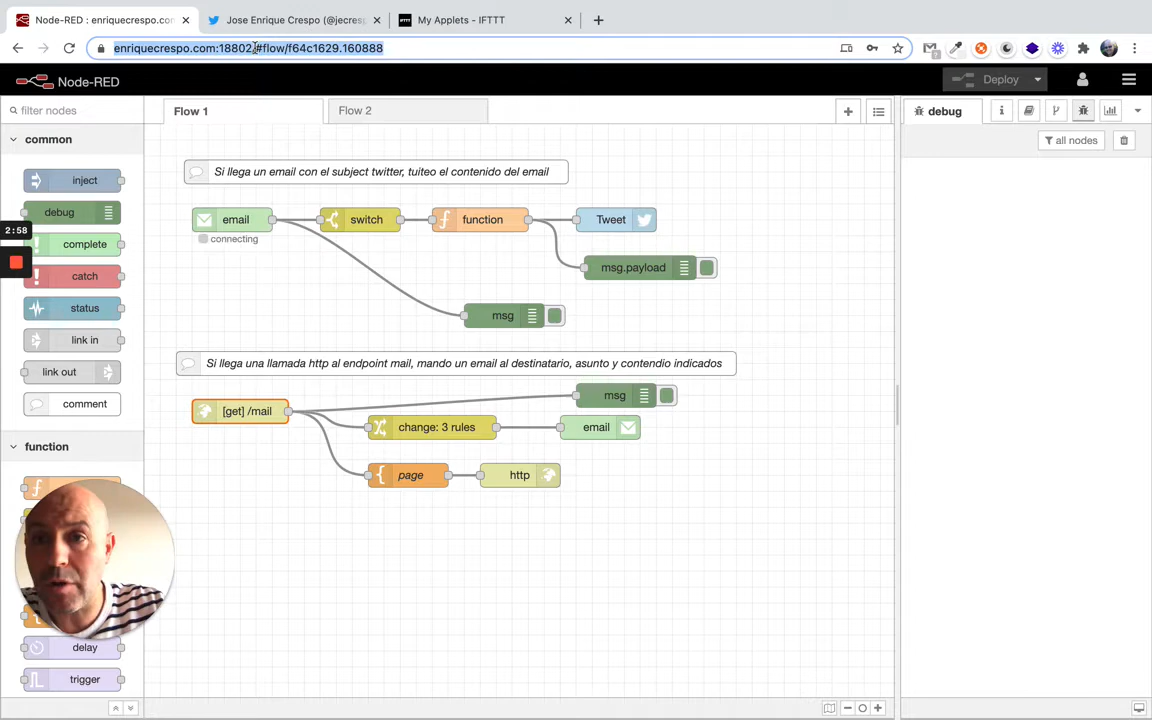 Node-RED : enriquecrespo.con
Jose Enrique Crespo (@jecresp
My Applets - IFTTT
enriquecrespo.com:18802/#flow/f64c1629.160888
Node-RED
Deploy
filter nodes
Flow 1
Flow 2
debug
all nodes
common
inject
debug
complete
catch
status
link in
link out
comment
function
delay
trigger
2:58
Si llega un email con el subject twitter, tuiteo el contenido del email
email
switch
function
Tweet
connecting
msg.payload
msg
Si llega una llamada http al endpoint mail, mando un email al destinatario, asunto y contendio indicados
[get] /mail
msg
change: 3 rules
email
page
http